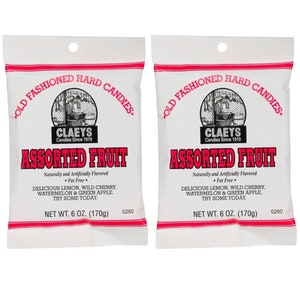 "OLD FASHIONED HARD CANDIES"
CLAEYS
Candies Since 1919
ASSORTED FRUIT
Naturally and Artificially Flavored
• Fat Free •
DELICIOUS LEMON, WILD CHERRY,
WATERMELON & GREEN APPLE.
TRY SOME TODAY.
NET WT. 6 OZ. (170g) 0260
"OLD FASHIONED HARD CANDIES"
CLAEYS
Candies Since 1919
ASSORTED FRUIT
Naturally and Artificially Flavored
• Fat Free •
DELICIOUS LEMON, WILD CHERRY,
WATERMELON & GREEN APPLE.
TRY SOME TODAY.
NET WT. 6 OZ. (170g) 0260